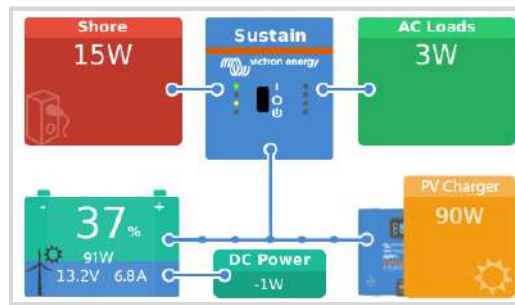 Shore
15W
Sustain
victron energy
AC Loads
3W
I
O
- +
37%
91W
13.2V 6.8A
DC Power
-1W
PV Charger
90W